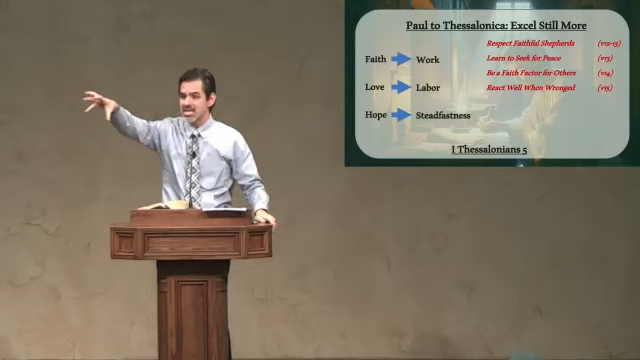 Paul to Thessalonica: Excel Still More
Faith Work
Love Labor
Hope Steadfastness
Respect Faithful Shepherds (v12-13)
Learn to Seek for Peace (v13)
Be a Faith Factor for Others (v14)
React Well When Wronged (v15)
I Thessalonians 5